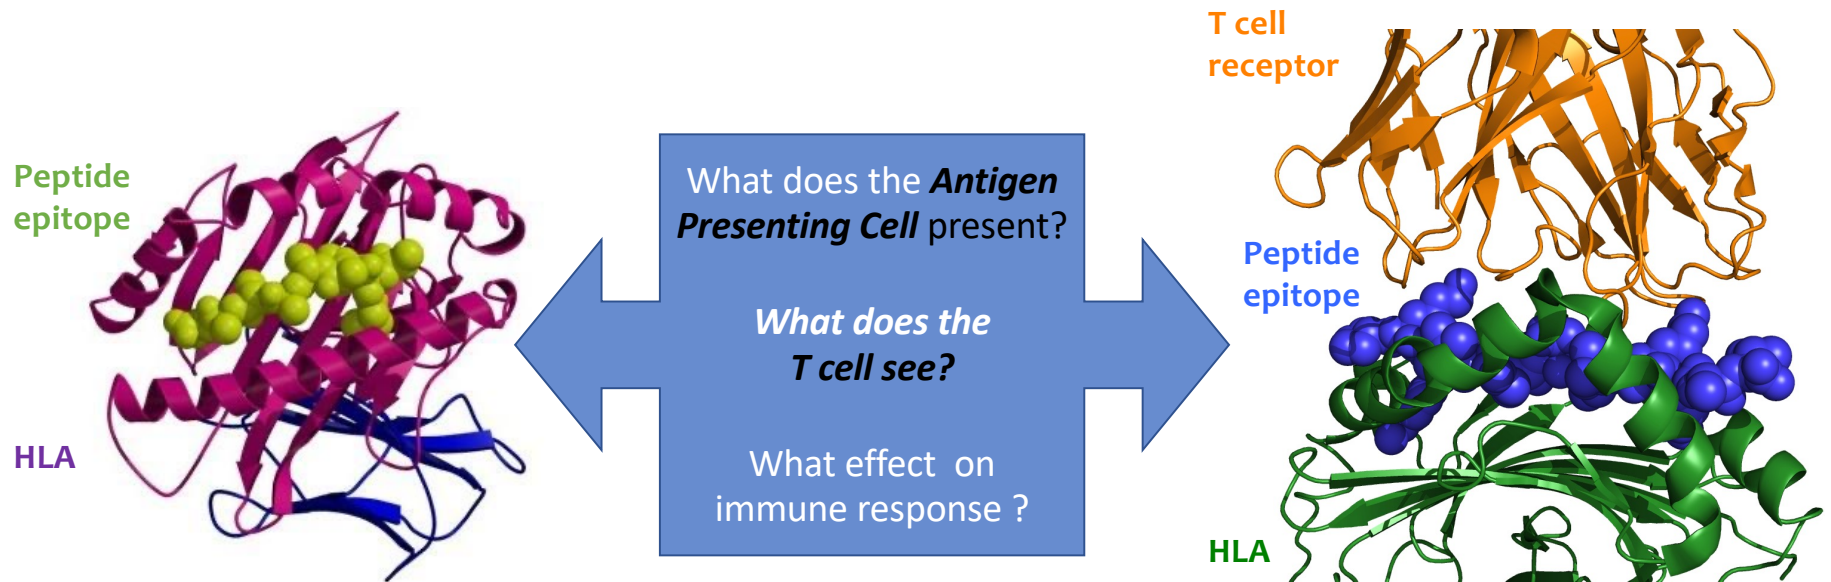 Peptide
epitope
HLA
What does the Antigen
Presenting Cell present?
What does the
T cell see?
What effect  on
immune response ?
T cell
receptor
Peptide
epitope
HLA